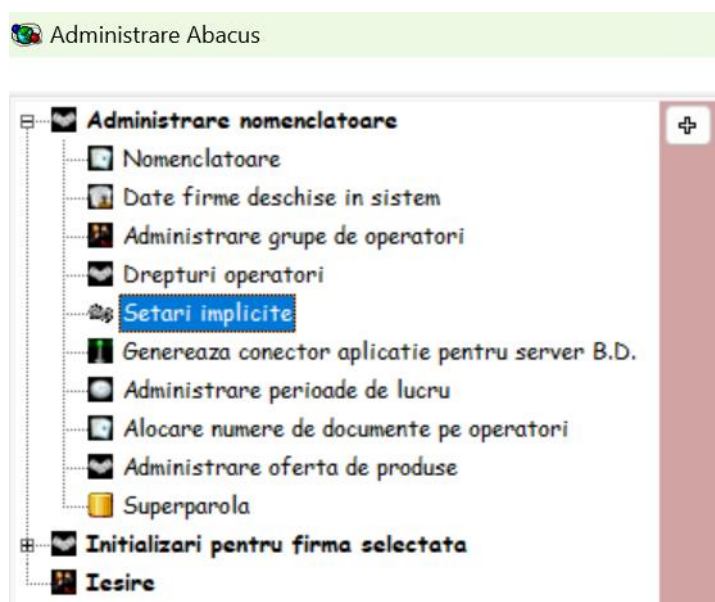 Administrare Abacus
Administrare nomenclatoare
Nomenclatoare
Date firme deschise in sistem
Administrare grupe de operatori
Drepturi operatori
Setari implicite
Genereaza conector aplicatie pentru server B.D.
Administrare perioade de lucru
Alocare numere de documente pe operatori
Administrare oferta de produse
Superparola
Initializari pentru firma selectata
Iesire